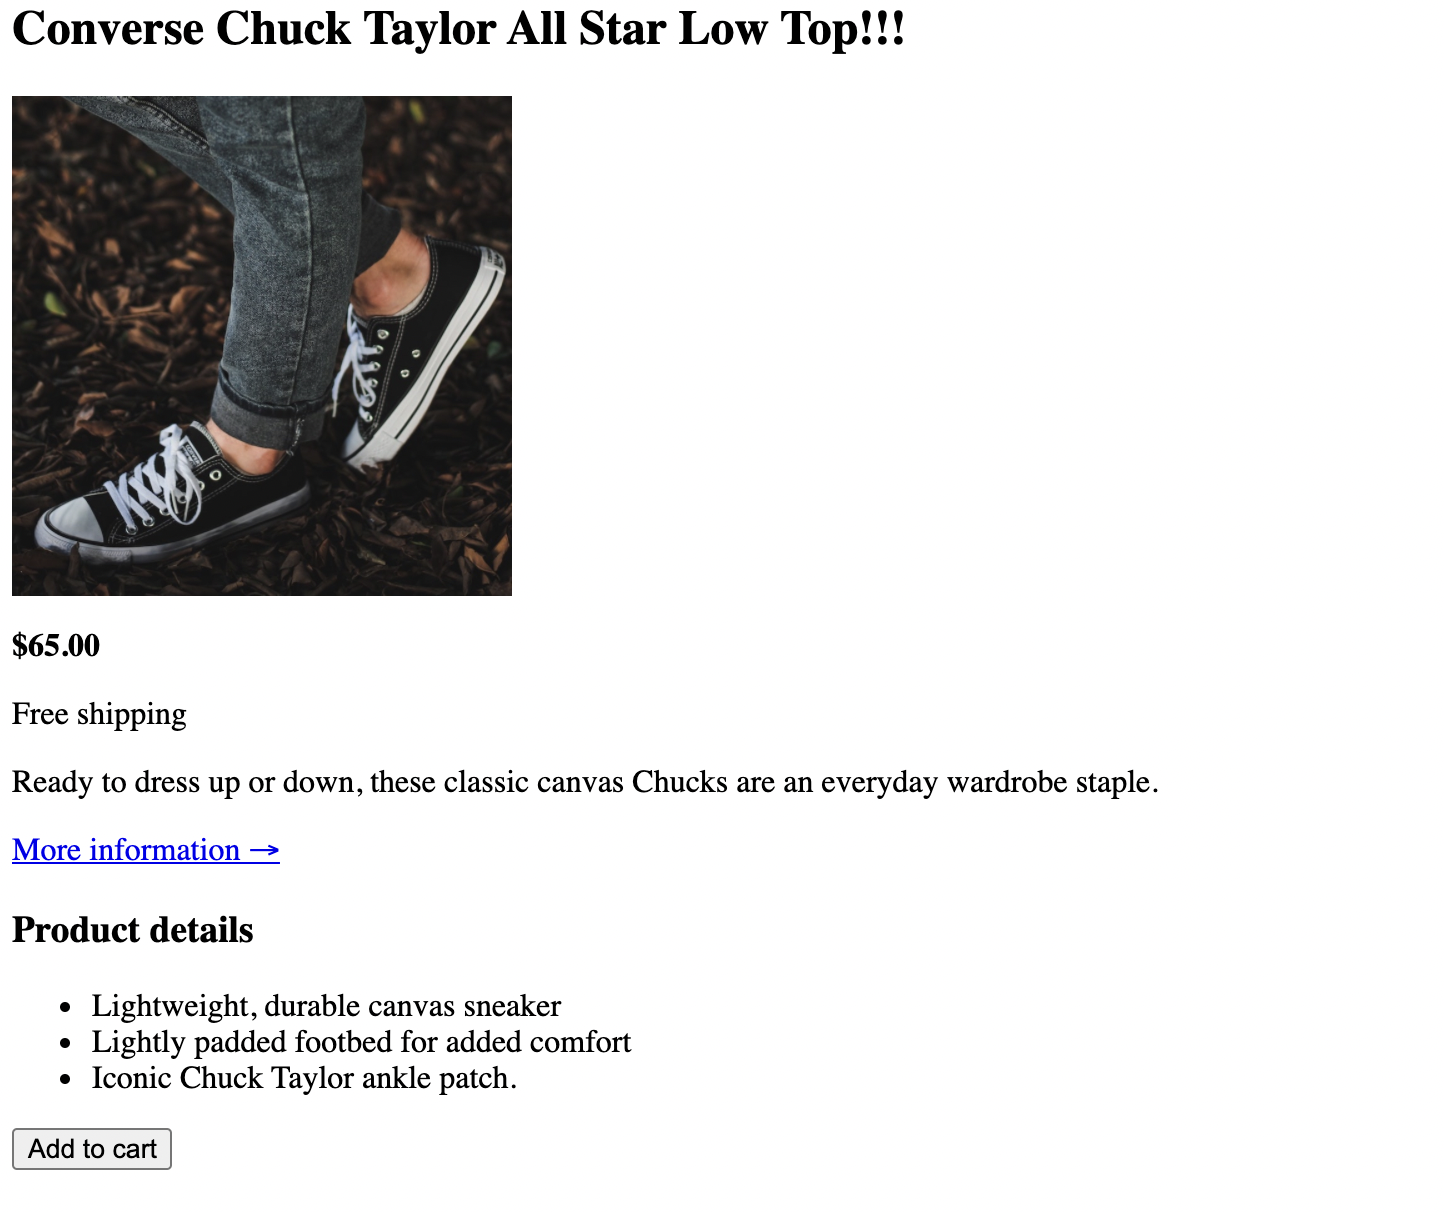 Converse Chuck Taylor All Star Low Top!!!
$65.00
Free shipping
Ready to dress up or down, these classic canvas Chucks are an everyday wardrobe staple.
More information →
Product details
• Lightweight, durable canvas sneaker
• Lightly padded footbed for added comfort
• Iconic Chuck Taylor ankle patch.
Add to cart